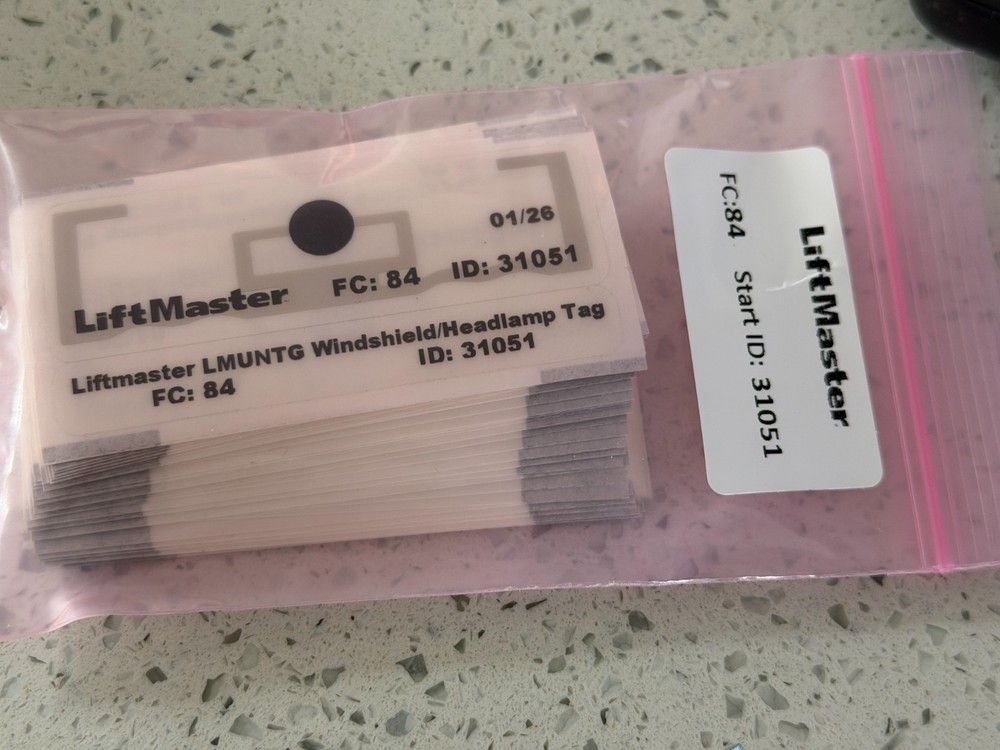 01/26
LiftMaster FC: 84 ID: 31051
Liftmaster LMUNTG Windshield/Headlamp Tag
FC: 84 ID: 31051
LiftMaster
FC:84 Start ID: 31051